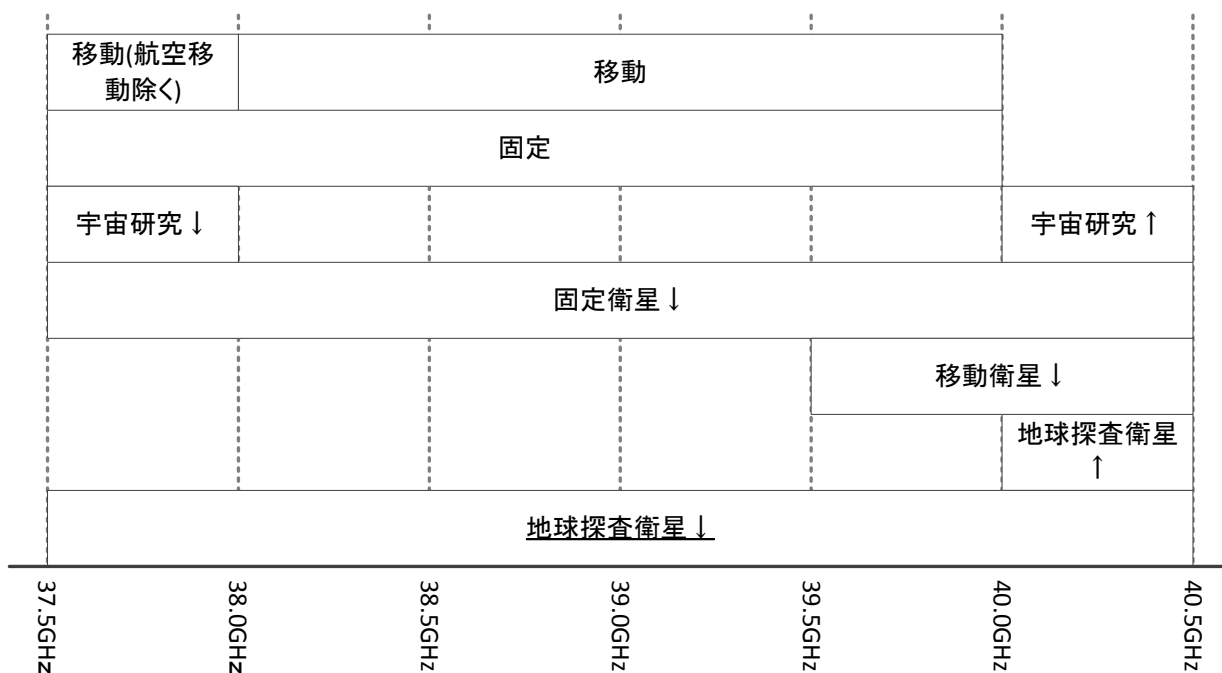 移動(航空移
動除く)
移動
固定
宇宙研究↓
宇宙研究↑
固定衛星↓
移動衛星↓
地球探査衛星
↑
地球探査衛星↓
37.5GHz
38.0GHz
38.5GHz
39.0GHz
39.5GHz
40.0GHz
40.5GHz